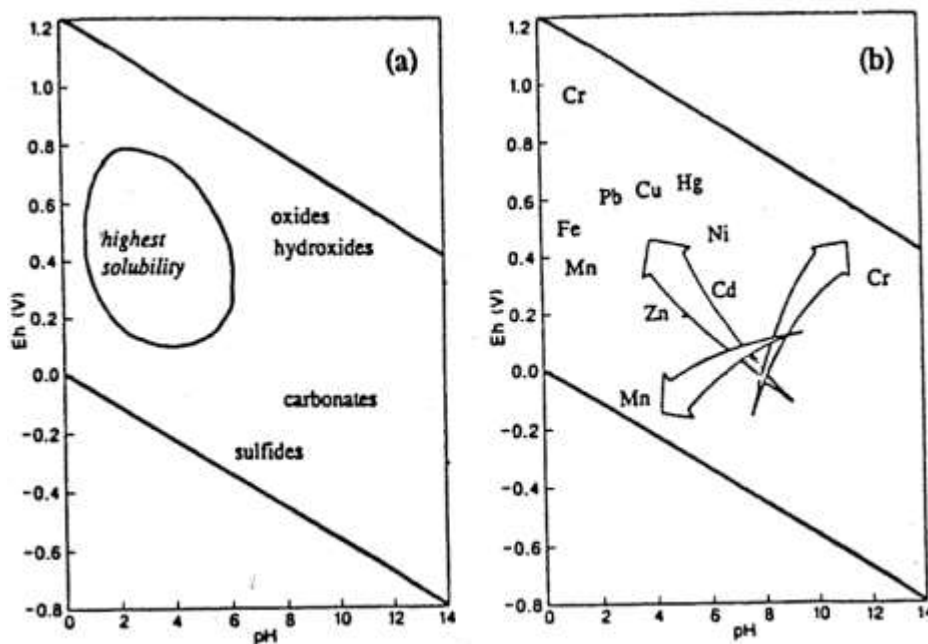 (a)
1.2
1.0
0.8
0.6
0.4
0.2
0.0
-0.2
-0.4
-0.6
-0.8
Eh (V)
highest
solubility
oxides
hydroxides
carbonates
sulfides
0 2 4 6 8 10 12 14
pH
(b)
1.2
1.0
0.8
0.6
0.4
0.2
0.0
-0.2
-0.4
-0.6
-0.8
Eh (V)
Cr
Pb Cu Hg
Fe Ni
Mn Cd Cr
Zn
Mn
0 2 4 6 8 10 12 14
pH